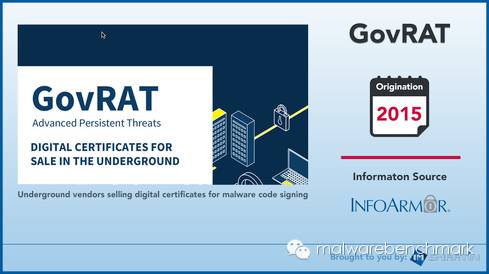 GovRAT
Advanced Persistent Threats
DIGITAL CERTIFICATES FOR
SALE IN THE UNDERGROUND
Underground vendors selling digital certificates for malware code signing
GovRAT
Origination
2015
Informaton Source
INFOARMOR®
Brought to you by:
malwarebenchmark